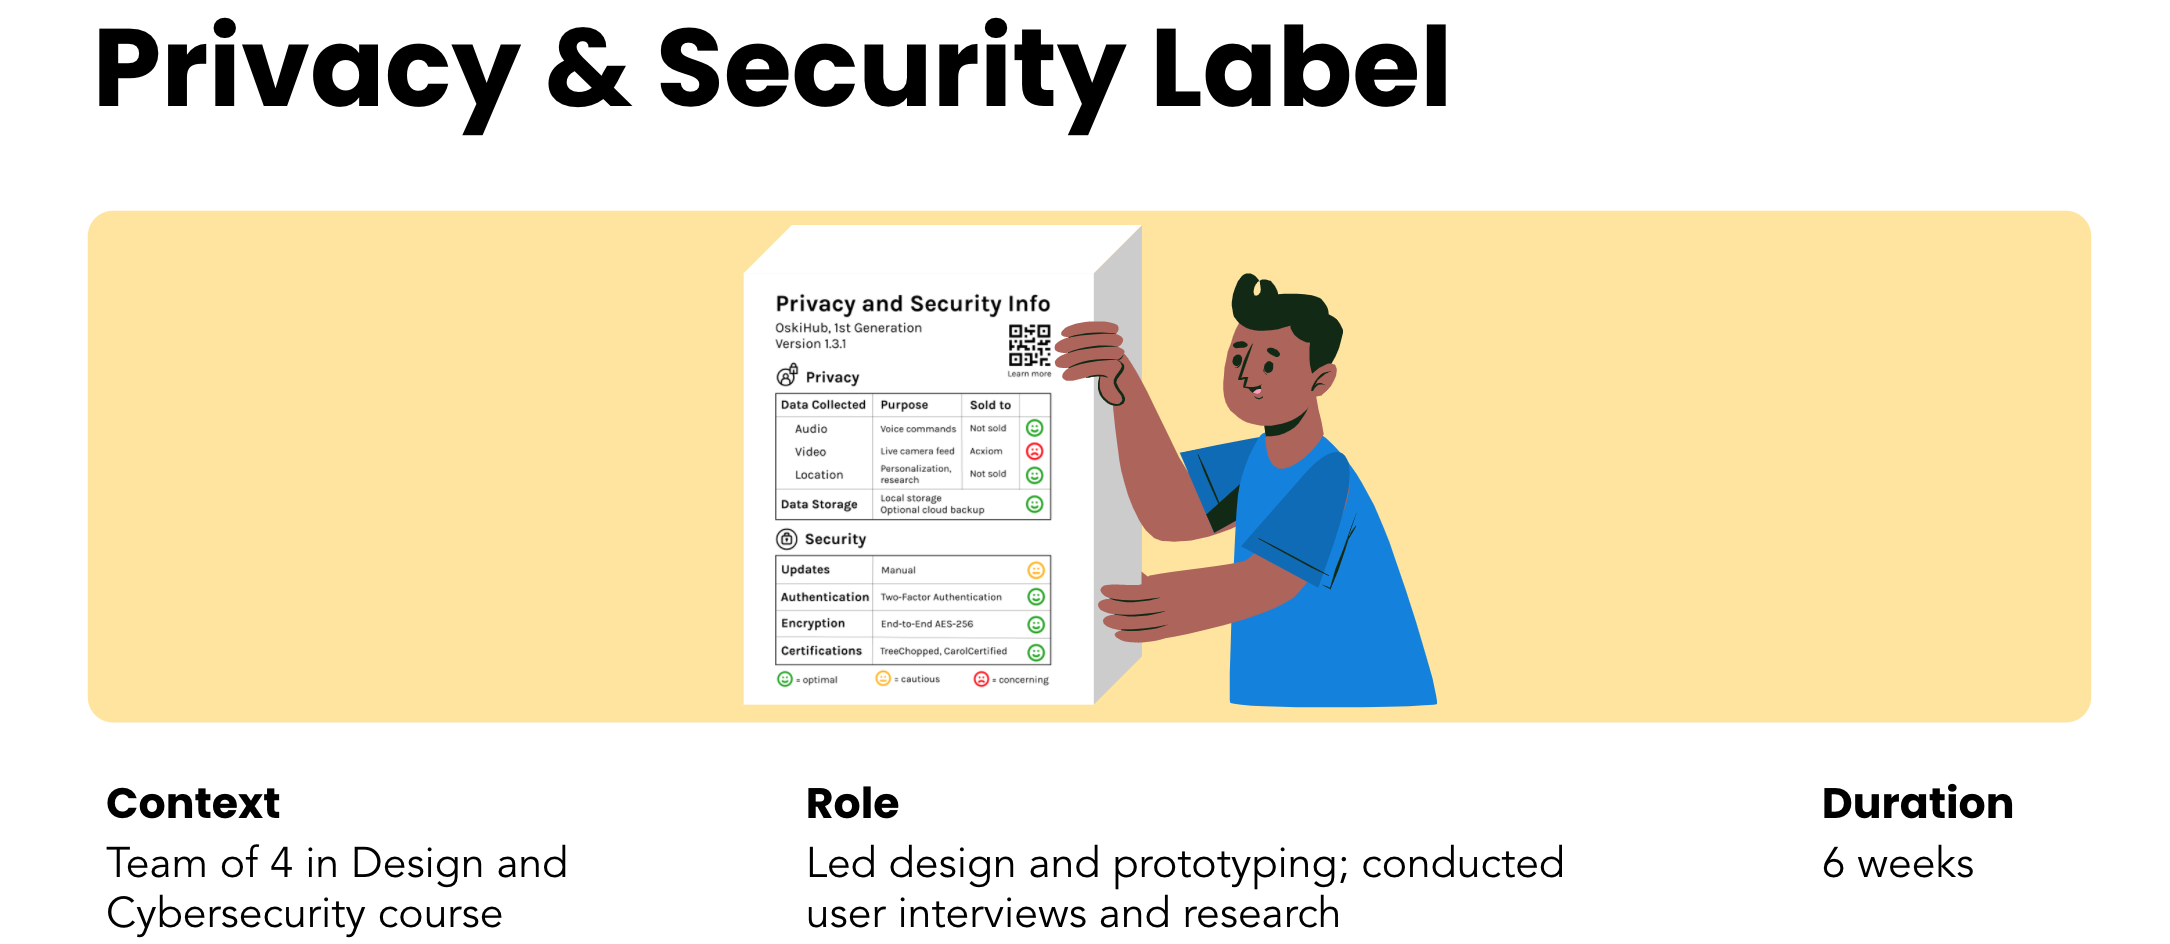 Privacy & Security Label
Privacy and Security Info
OskiHub, 1st Generation
Version 1.3.1
Learn more
Privacy
Data Collected Purpose Sold to
Audio Voice commands Not sold
Video Live camera feed Acxiom
Location Personalization, research Not sold
Data Storage Local storage
Optional cloud backup
Security
Updates Manual
Authentication Two-Factor Authentication
Encryption End-to-End AES-256
Certifications TreeChopped, CarolCertified
= optimal = cautious = concerning
Context
Team of 4 in Design and
Cybersecurity course
Role
Led design and prototyping; conducted
user interviews and research
Duration
6 weeks